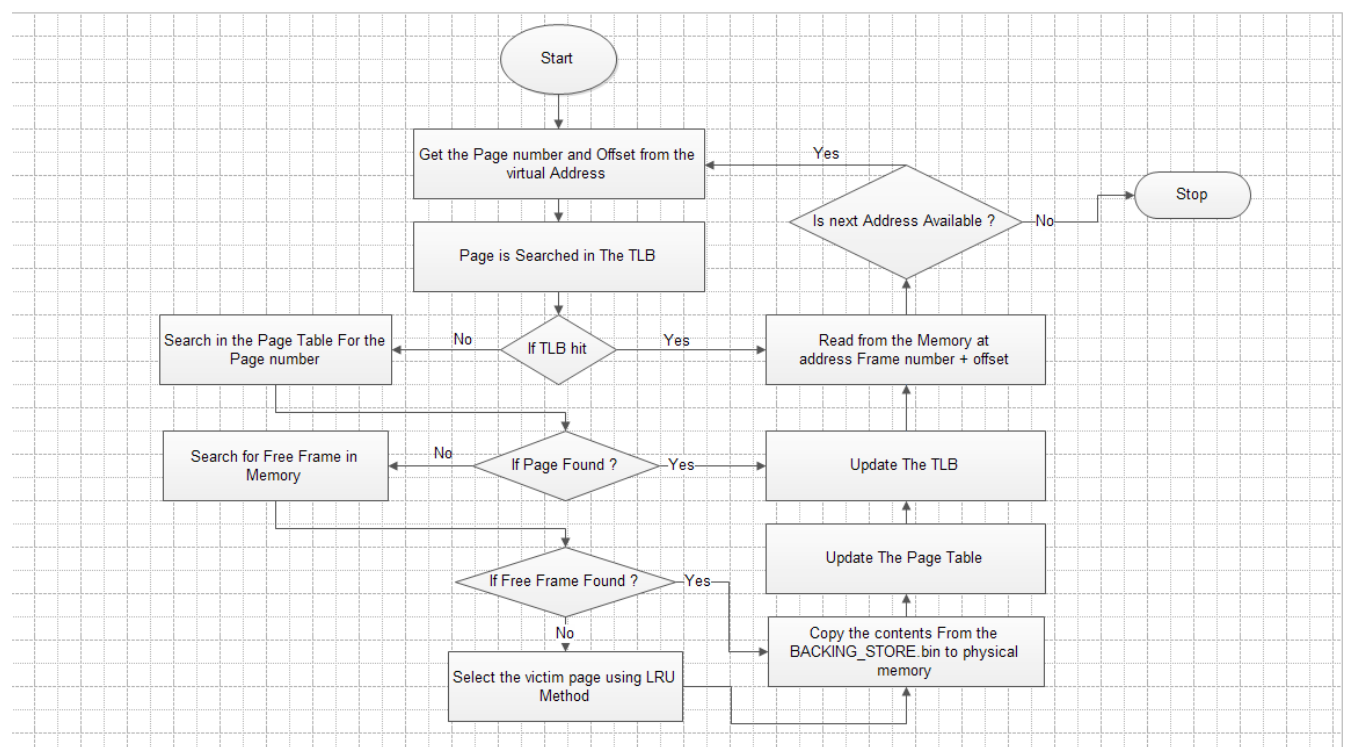 Start
Get the Page number and Offset from the
virtual Address
Yes
Is next Address Available ?
No
Stop
Page is Searched in The TLB
Search in the Page Table For the
Page number
No
If TLB hit
Yes
Read from the Memory at
address Frame number + offset
Search for Free Frame in
Memory
No
If Page Found ?
Yes
Update The TLB
Update The Page Table
If Free Frame Found ?
Yes
No
Copy the contents From the
BACKING_STORE.bin to physical
memory
Select the victim page using LRU
Method